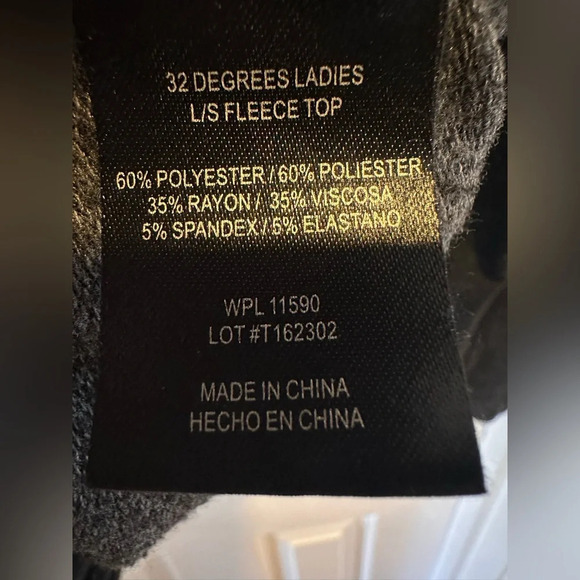 32 DEGREES LADIES
L/S FLEECE TOP
60% POLYESTER / 60% POLIESTER
35% RAYON / 35% VISCOSA
5% SPANDEX / 5% ELASTANO
WPL 11590
LOT #T162302
MADE IN CHINA
HECHO EN CHINA